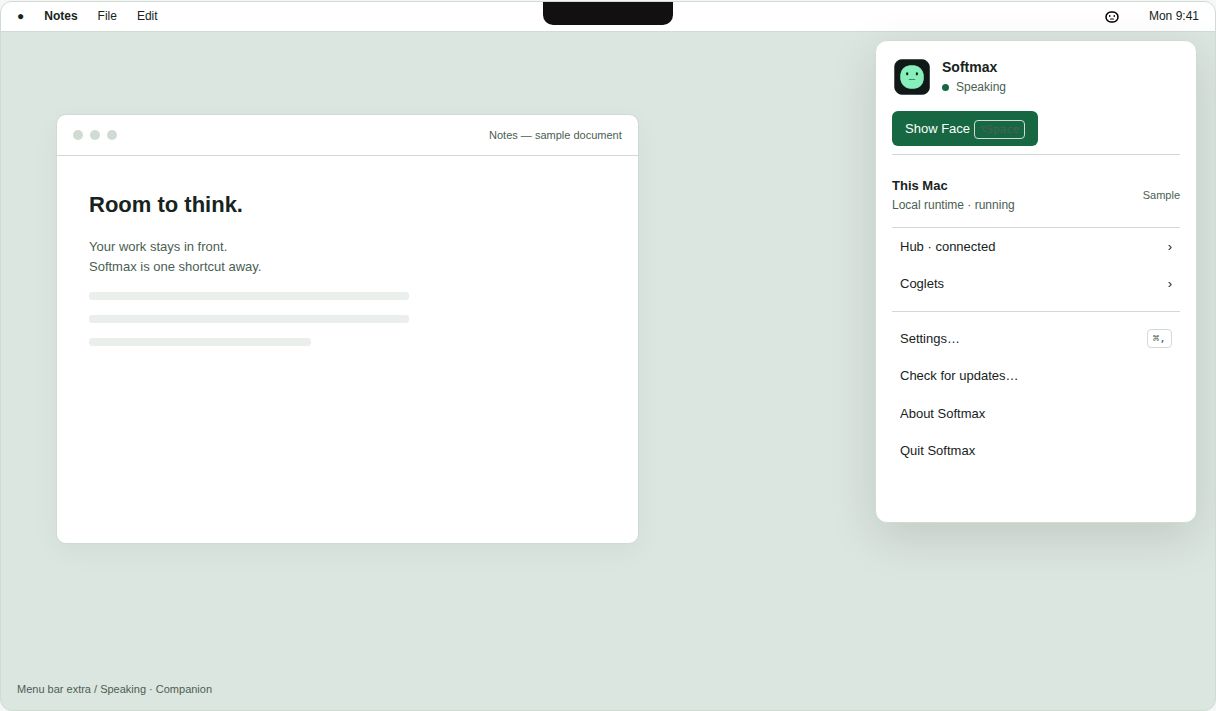 Notes File Edit Mon 9:41
Softmax
Speaking
Show Face ⌥Space
Notes — sample document
Room to think.
Your work stays in front.
Softmax is one shortcut away.
This Mac
Local runtime · running
Sample
Hub · connected ›
Coglets ›
Settings… ⌘,
Check for updates…
About Softmax
Quit Softmax
Menu bar extra / Speaking · Companion